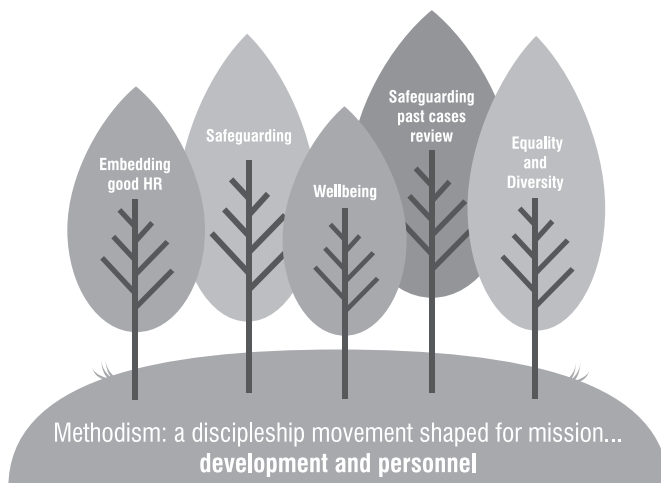 Embedding
good HR
Safeguarding
Wellbeing
Safeguarding
past cases
review
Equality
and
Diversity
Methodism: a discipleship movement shaped for mission...
development and personnel